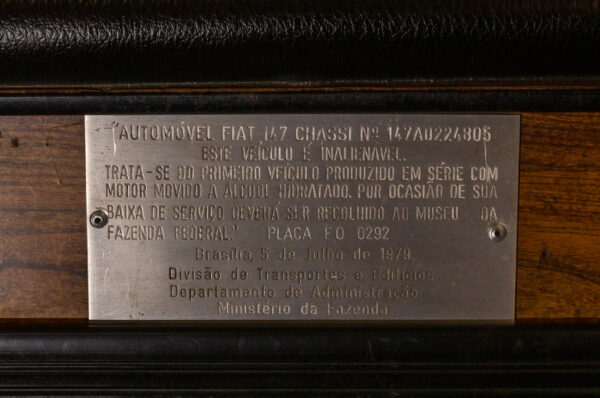 "AUTOMÓVEL FIAT 147 CHASSI Nº 147A0224805
ESTE VEÍCULO É INALIENAVEL.
TRATA-SE DO PRIMEIRO VEÍCULO PRODUZIDO EM SÉRIE COM
MOTOR MOVIDO A ÁLCOOL HIDRATADO. POR OCASIÃO DE SUA
BAIXA DE SERVIÇO DEVERÁ SER RECOLHIDO AO MUSEU DA
FAZENDA FEDERAL." PLACA FO 0292
Brasília, 5 de Julho de 1979
Divisão de Transportes e Edifícios
Departamento de Administração
Ministério da Fazenda